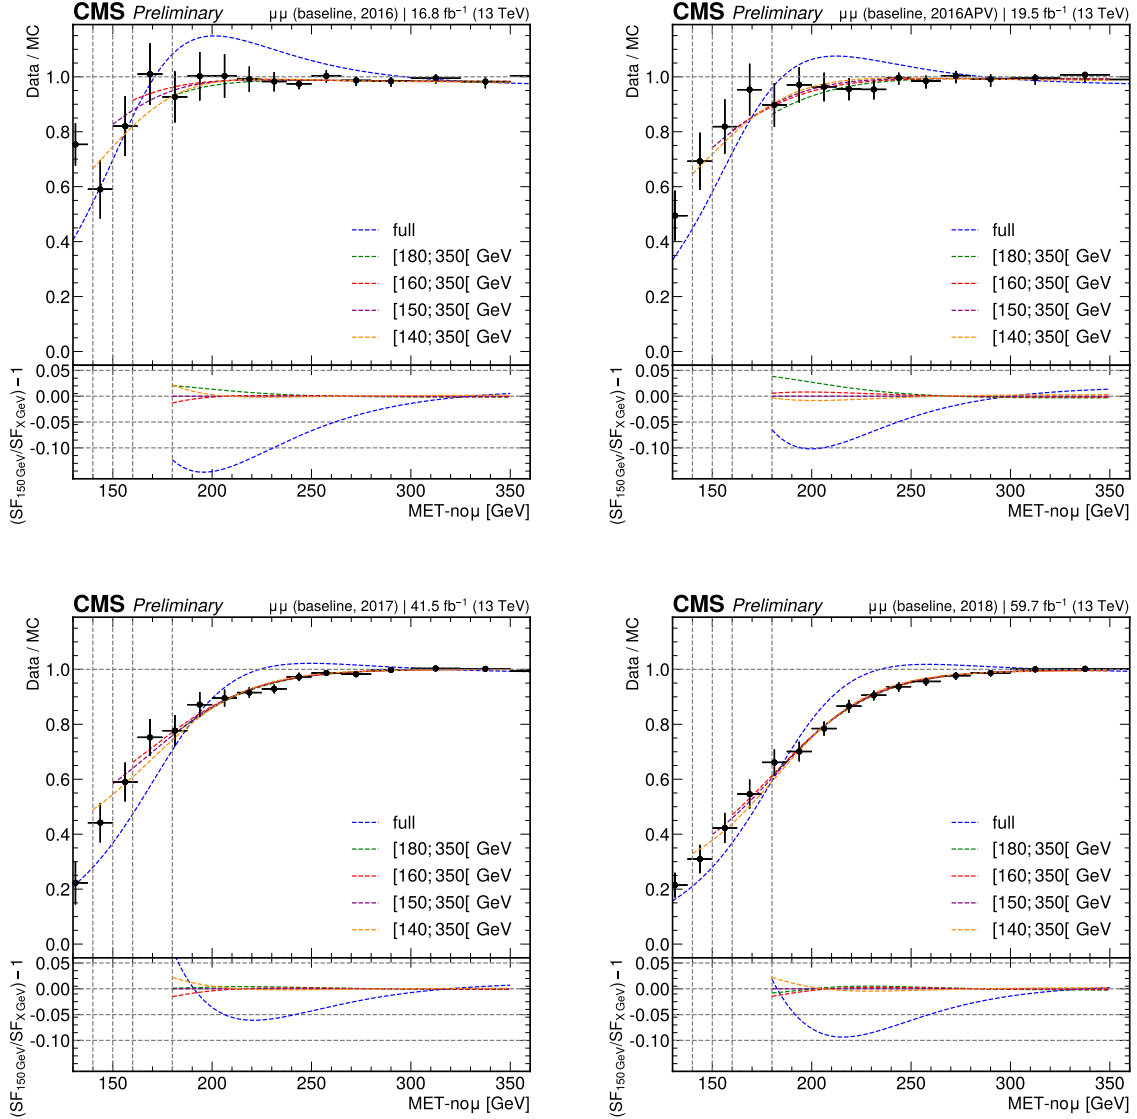 CMS Preliminary μμ (baseline, 2016) | 16.8 fb⁻¹ (13 TeV)
Data / MC
1.0
0.8
0.6
0.4
0.2
0.0
full
[180; 350[ GeV
[160; 350[ GeV
[150; 350[ GeV
[140; 350[ GeV
(SF150 GeV/SFX GeV) − 1
0.05
0.00
-0.05
-0.10
150 200 250 300 350
MET-noμ [GeV]
CMS Preliminary μμ (baseline, 2016APV) | 19.5 fb⁻¹ (13 TeV)
Data / MC
1.0
0.8
0.6
0.4
0.2
0.0
full
[180; 350[ GeV
[160; 350[ GeV
[150; 350[ GeV
[140; 350[ GeV
(SF150 GeV/SFX GeV) − 1
0.05
0.00
-0.05
-0.10
150 200 250 300 350
MET-noμ [GeV]
CMS Preliminary μμ (baseline, 2017) | 41.5 fb⁻¹ (13 TeV)
Data / MC
1.0
0.8
0.6
0.4
0.2
0.0
full
[180; 350[ GeV
[160; 350[ GeV
[150; 350[ GeV
[140; 350[ GeV
(SF150 GeV/SFX GeV) − 1
0.05
0.00
-0.05
-0.10
150 200 250 300 350
MET-noμ [GeV]
CMS Preliminary μμ (baseline, 2018) | 59.7 fb⁻¹ (13 TeV)
Data / MC
1.0
0.8
0.6
0.4
0.2
0.0
full
[180; 350[ GeV
[160; 350[ GeV
[150; 350[ GeV
[140; 350[ GeV
(SF150 GeV/SFX GeV) − 1
0.05
0.00
-0.05
-0.10
150 200 250 300 350
MET-noμ [GeV]